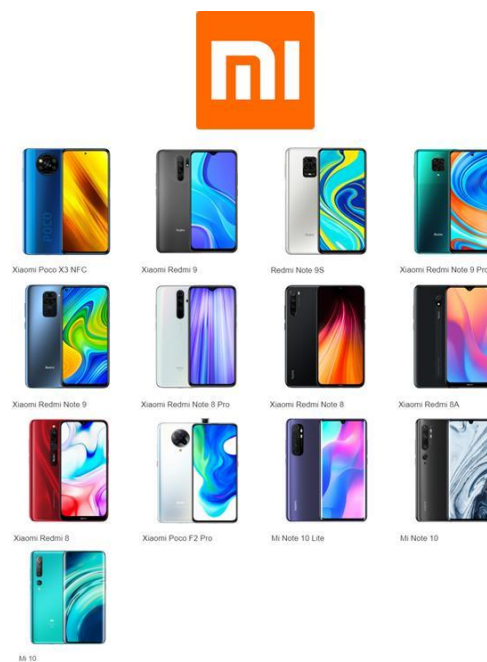 mi
Xiaomi Poco X3 NFC
Xiaomi Redmi 9
Redmi Note 9S
Xiaomi Redmi Note 9 Pro
Xiaomi Redmi Note 9
Xiaomi Redmi Note 8 Pro
Xiaomi Redmi Note 8
Xiaomi Redmi 8A
Xiaomi Redmi 8
Xiaomi Poco F2 Pro
Mi Note 10 Lite
Mi Note 10
Mi 10